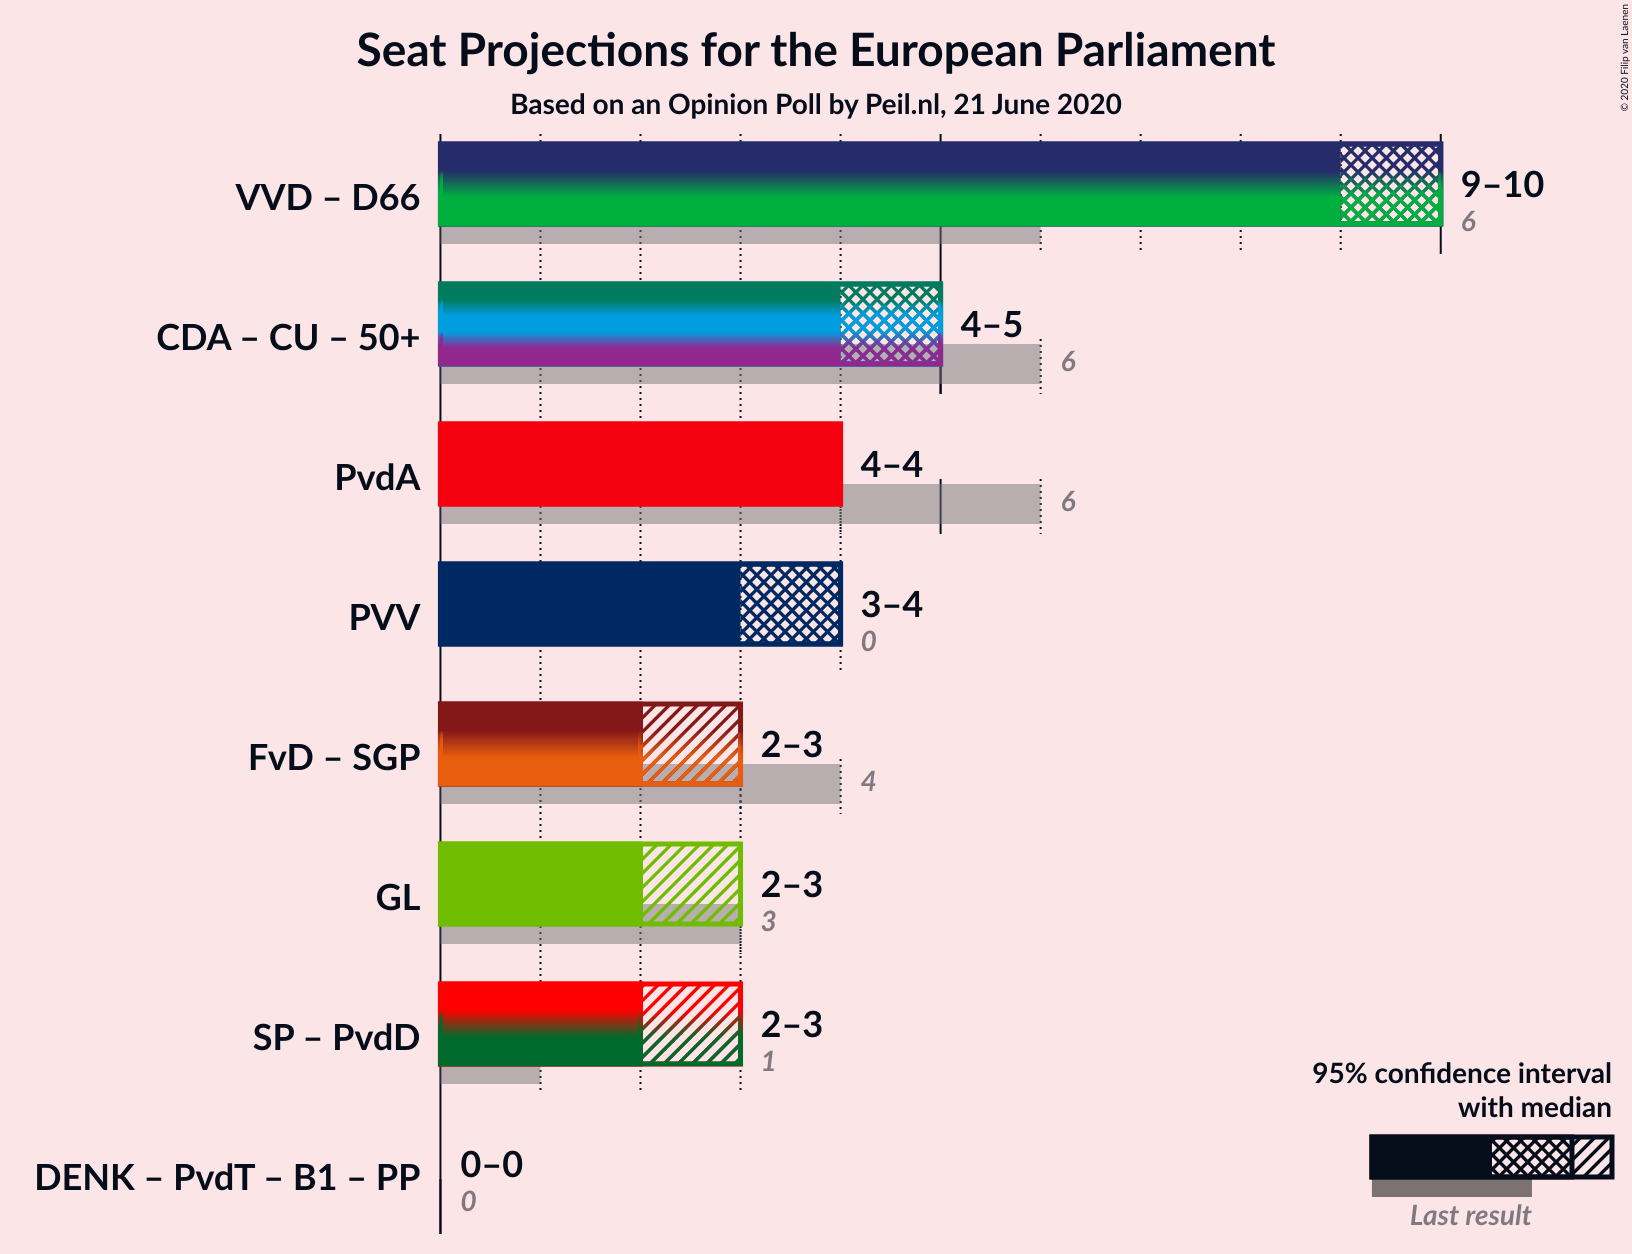 Seat Projections for the European Parliament
Based on an Opinion Poll by Peil.nl, 21 June 2020
© 2020 Filip van Laenen
VVD – D66
9–10
6
CDA – CU – 50+
4–5
6
PvdA
4–4
6
PVV
3–4
0
FvD – SGP
2–3
4
GL
2–3
3
SP – PvdD
2–3
1
DENK – PvdT – B1 – PP
0–0
0
95% confidence interval
with median
Last result